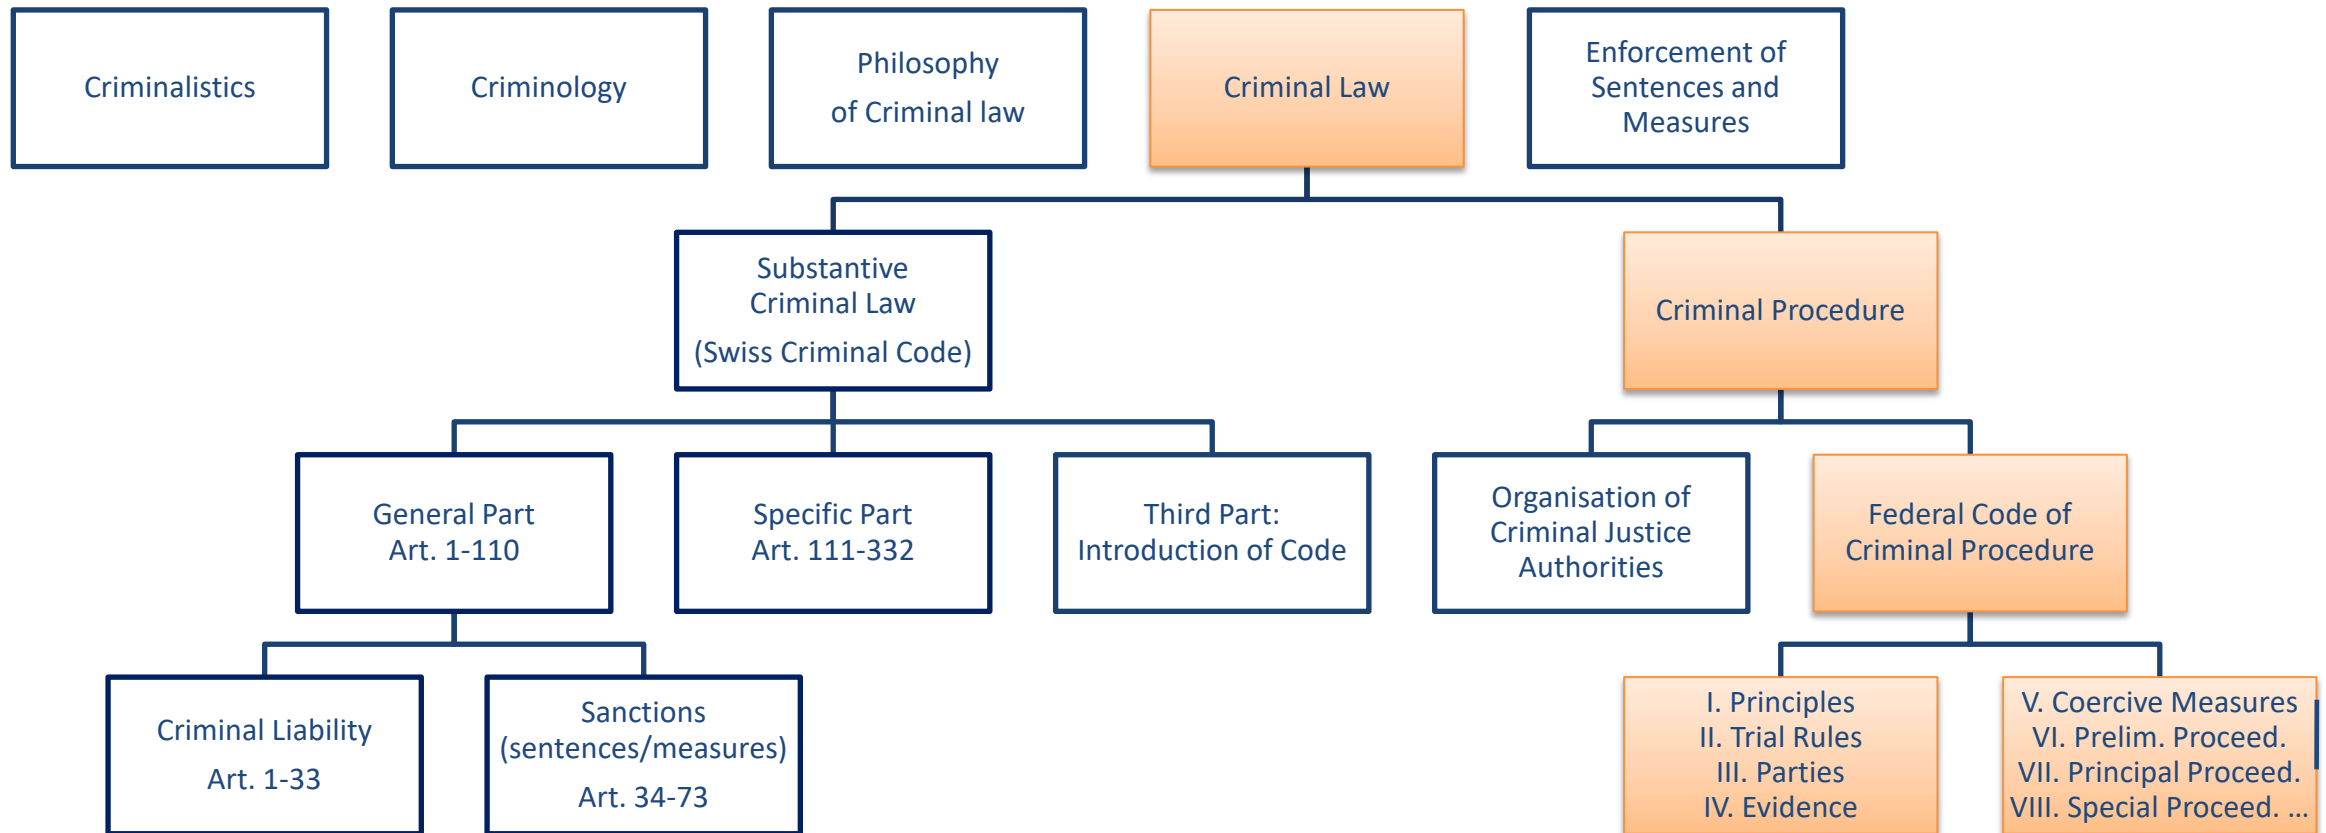 Criminalistics
Criminology
Philosophy
of Criminal law
Criminal Law
Enforcement of
Sentences and
Measures
Substantive
Criminal Law
(Swiss Criminal Code)
Criminal Procedure
General Part
Art. 1-110
Specific Part
Art. 111-332
Third Part:
Introduction of Code
Organisation of
Criminal Justice
Authorities
Federal Code of
Criminal Procedure
Criminal Liability
Art. 1-33
Sanctions
(sentences/measures)
Art. 34-73
I. Principles
II. Trial Rules
III. Parties
IV. Evidence
V. Coercive Measures
VI. Prelim. Proceed.
VII. Principal Proceed.
VIII. Special Proceed. ...